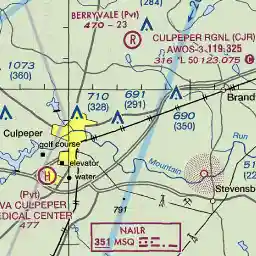 BERRYVALE (Pvt)
470 - 23
R
CULPEPER RGNL (CJR)
AWOS-3 119.325
316 *L 50 123.075 C
1073
(360)
710
(328)
691
(291)
690
(350)
Brand
Culpeper
golf course
elevator
water
Mountain
Run
(Pvt)
H
VA CULPEPER
MEDICAL CENTER
477
791
Stevensb
NAILR
351 MSQ